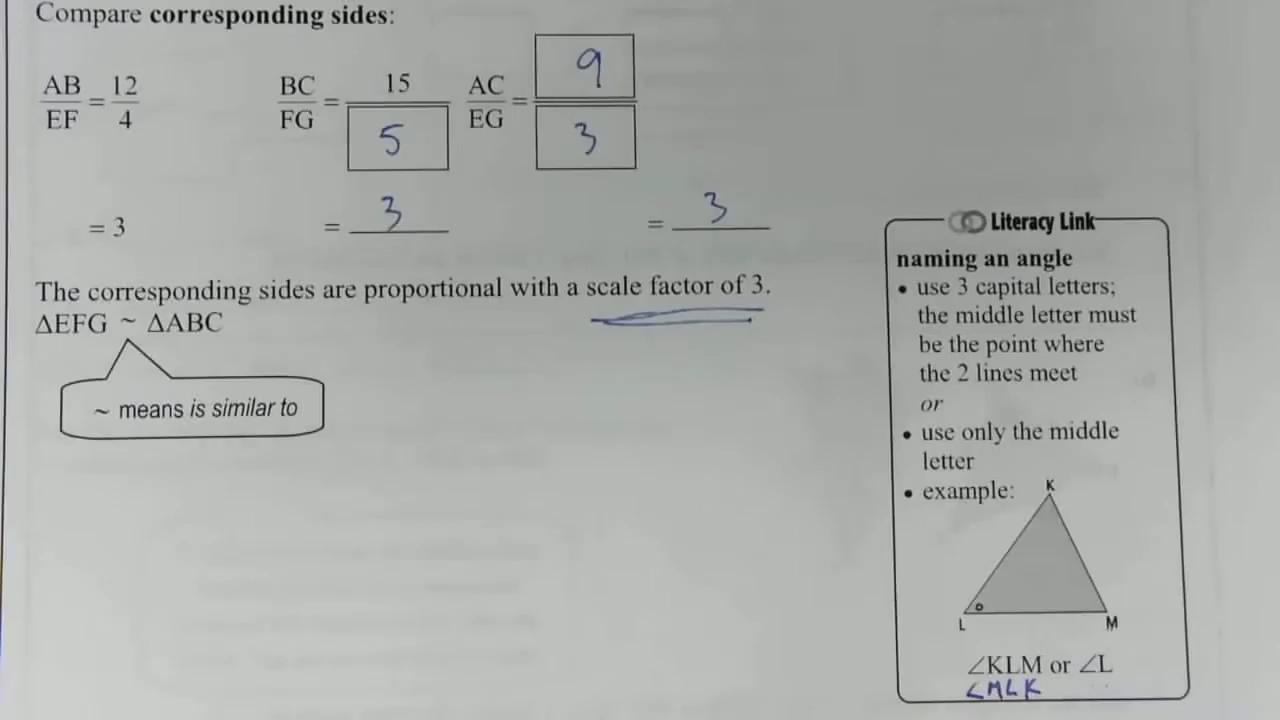 Compare corresponding sides:
AB/EF = 12/4
BC/FG = 15/5
AC/EG = 9/3
= 3
= 3
= 3
The corresponding sides are proportional with a scale factor of 3.
ΔEFG ~ ΔABC
~ means is similar to
Literacy Link
naming an angle
• use 3 capital letters;
the middle letter must
be the point where
the 2 lines meet
or
• use only the middle
letter
• example:
K
L
M
∠KLM or ∠L
∠MLK